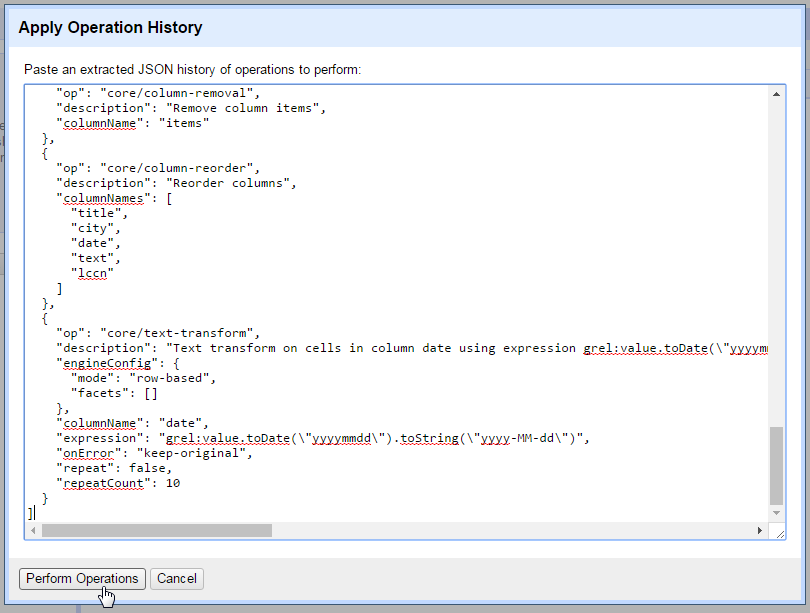 Apply Operation History
Paste an extracted JSON history of operations to perform:
    "op": "core/column-removal",
    "description": "Remove column items",
    "columnName": "items"
  },
  {
    "op": "core/column-reorder",
    "description": "Reorder columns",
    "columnNames": [
      "title",
      "city",
      "date",
      "text",
      "lccn"
    ]
  },
  {
    "op": "core/text-transform",
    "description": "Text transform on cells in column date using expression grel:value.toDate(\"yyyym
    "engineConfig": {
      "mode": "row-based",
      "facets": []
    },
    "columnName": "date",
    "expression": "grel:value.toDate(\"yyyymmdd\").toString(\"yyyy-MM-dd\")",
    "onError": "keep-original",
    "repeat": false,
    "repeatCount": 10
  }
]
Perform Operations Cancel